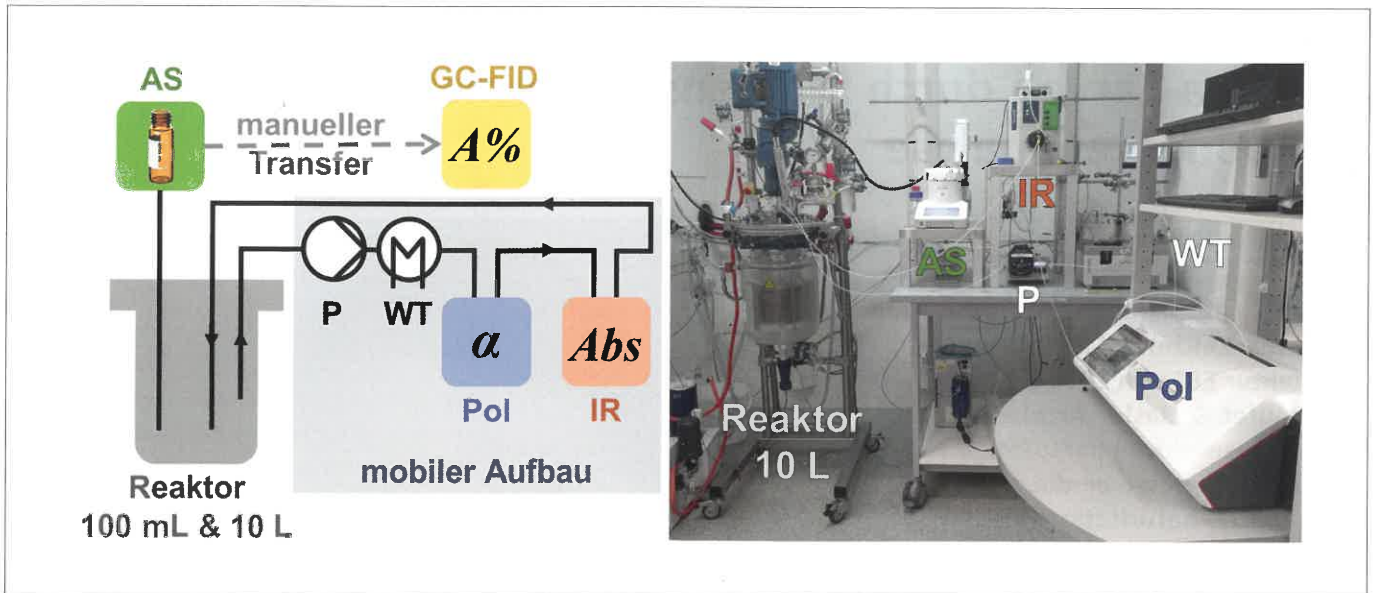 AS
GC-FID
manueller
Transfer
A%
P
WT
α
Abs
Pol
IR
mobiler Aufbau
Reaktor
100 mL & 10 L
IR
AS
WT
P
Pol
Reaktor
10 L